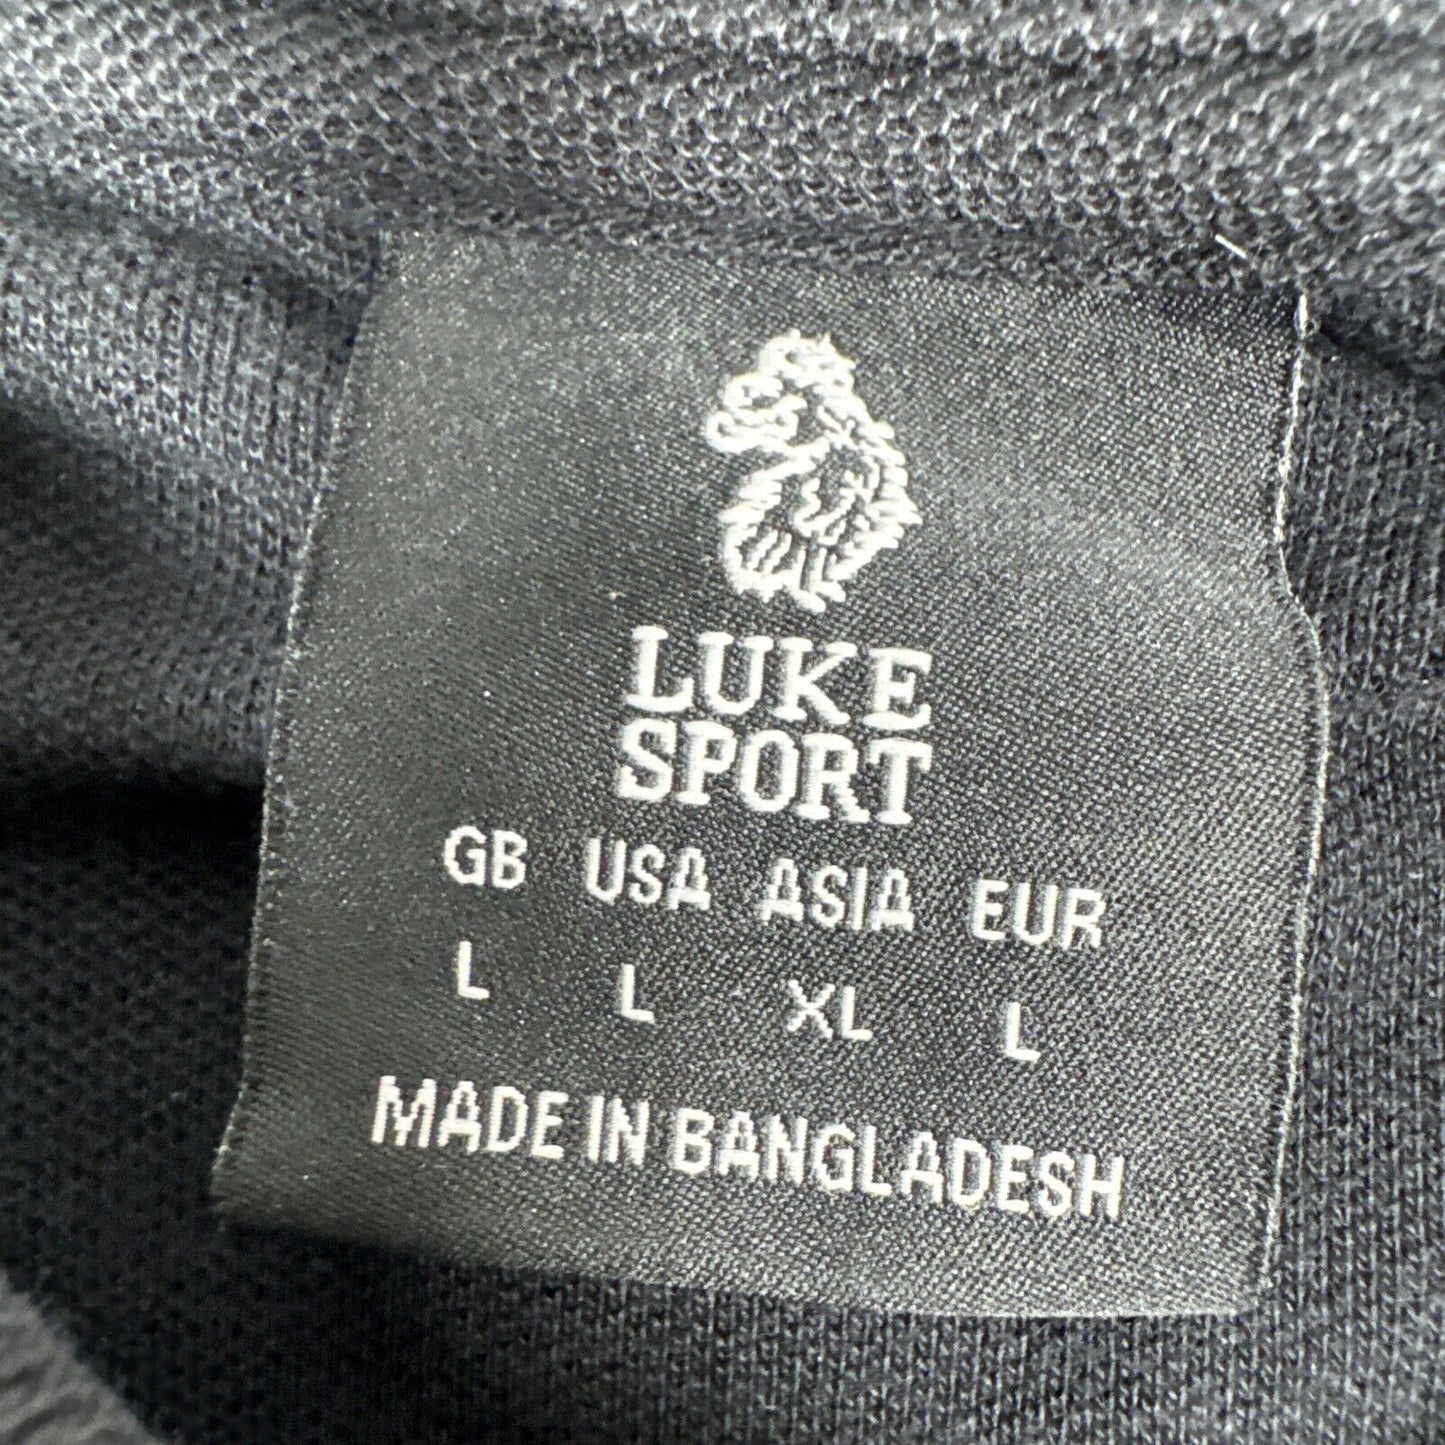 LUKE
SPORT
GB USA ASIA EUR
L L XL L
MADE IN BANGLADESH